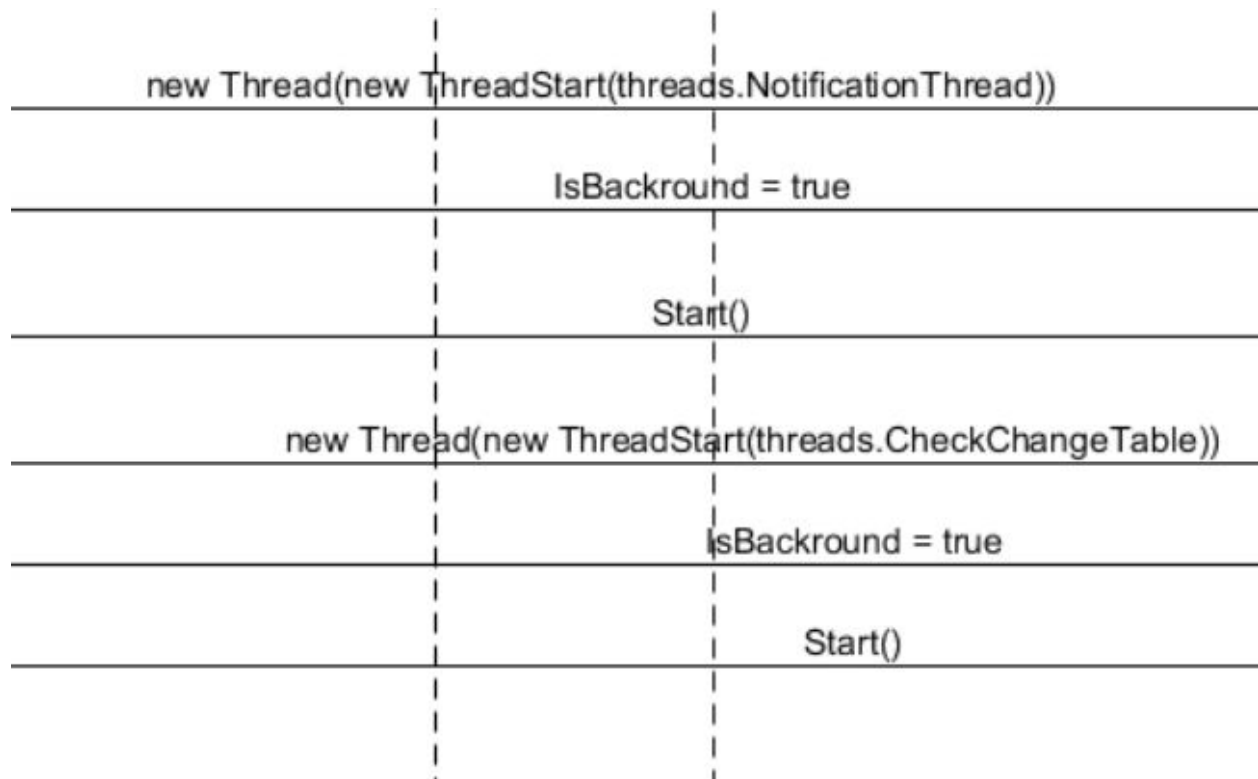 new Thread(new ThreadStart(threads.NotificationThread))
IsBackround = true
Start()
new Thread(new ThreadStart(threads.CheckChangeTable))
IsBackround = true
Start()